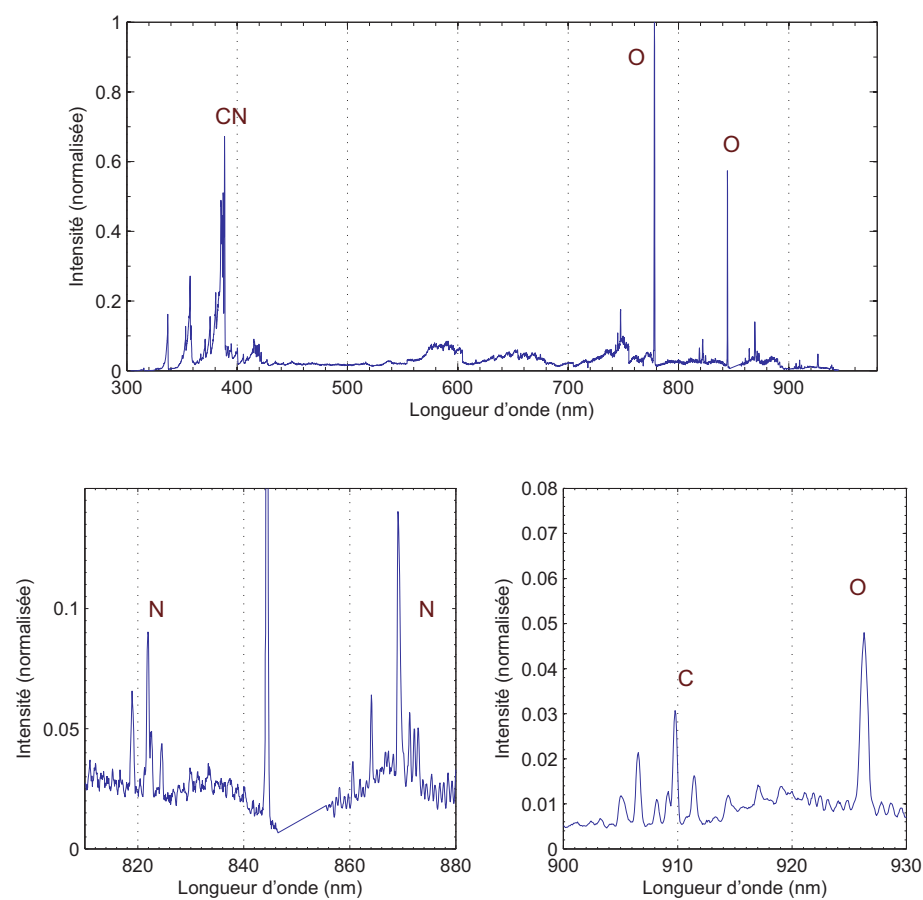 1
0.8
0.6
0.4
0.2
0
300 400 500 600 700 800 900
Intensité (normalisée)
Longueur d'onde (nm)
CN
O
O
0.1
0.05
0
820 840 860 880
Intensité (normalisée)
Longueur d'onde (nm)
N
N
0.08
0.07
0.06
0.05
0.04
0.03
0.02
0.01
0
900 910 920 930
Intensité (normalisée)
Longueur d'onde (nm)
C
O